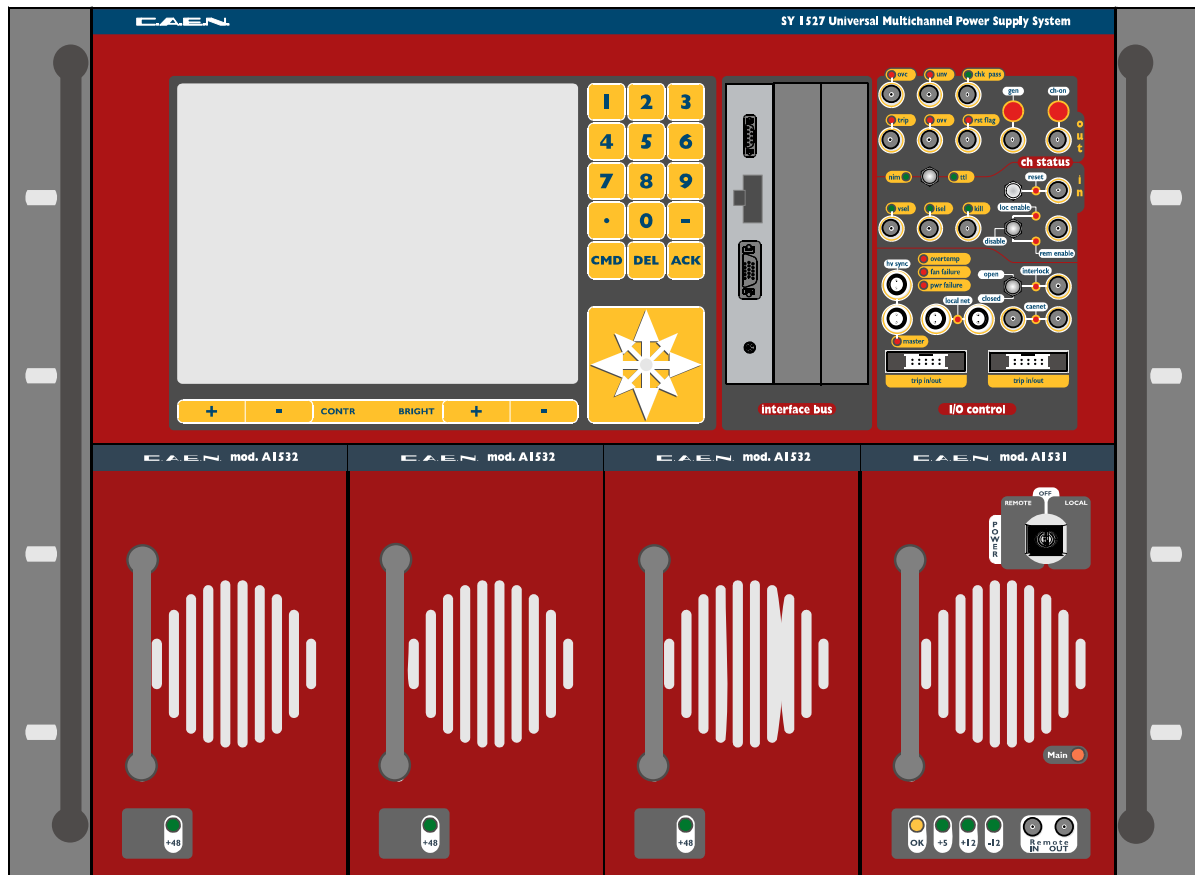 C.A.E.N.
SY 1527 Universal Multichannel Power Supply System
1 2 3
4 5 6
7 8 9
. 0 -
CMD DEL ACK
+ - CONTR BRIGHT + -
interface bus
ovc unv chk pass gen ch-on
trip ovv rst flag
out
ch status
nim ttl
reset
in
vsel isel kill
loc enable
disable
rem enable
overtemp
hv sync
fan failure
pwr failure
open interlock
closed
local net
caenet
master
trip in/out trip in/out
I/O control
C.A.E.N. mod. A1532
C.A.E.N. mod. A1532
C.A.E.N. mod. A1532
C.A.E.N. mod. A1531
OFF
REMOTE LOCAL
POWER
Main
+48
+48
+48
OK +5 +12 -12
Remote
IN OUT